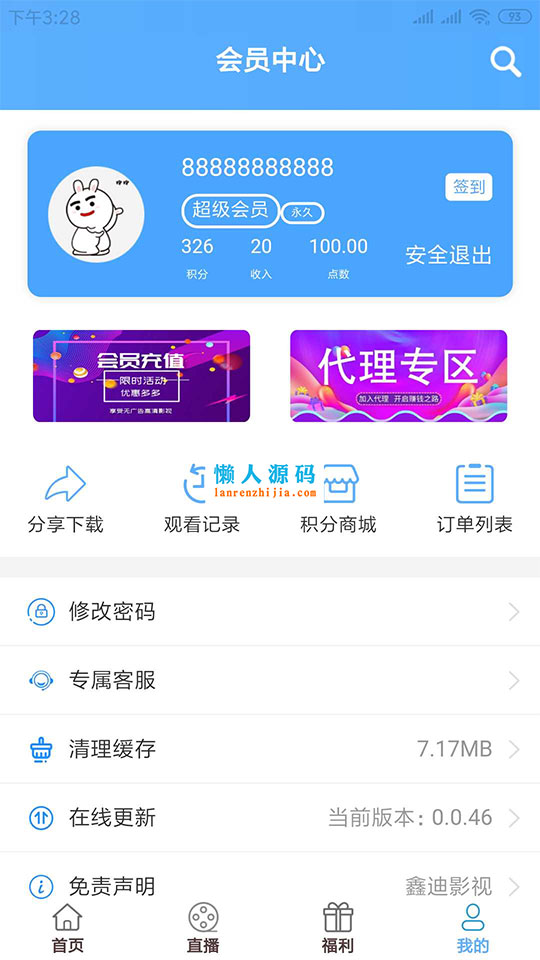 下午3:28
93
会员中心
88888888888
超级会员 永久
签到
326 20 100.00
积分 收入 点数
安全退出
会员充值
限时活动
优惠多多
享受无广告高清影视
代理专区
加入代理 开启赚钱之路
懒人源码
lanrenzhijia.com
分享下载 观看记录 积分商城 订单列表
修改密码
专属客服
清理缓存 7.17MB
在线更新 当前版本：0.0.46
免责声明 鑫迪影视
首页 直播 福利 我的